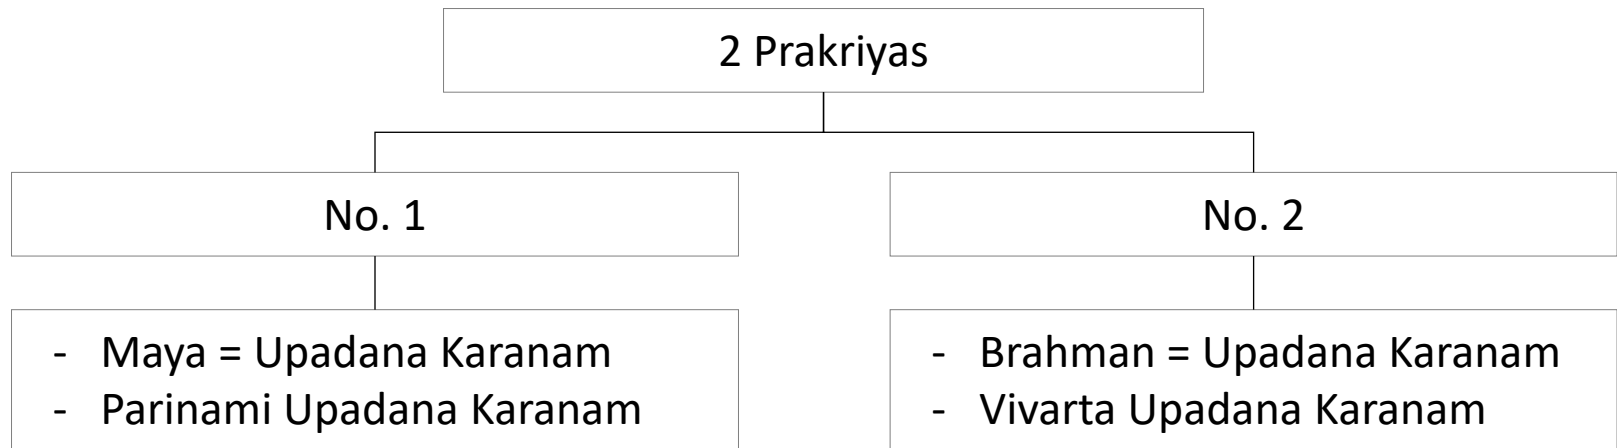 2 Prakriyas
No. 1
No. 2
- Maya = Upadana Karanam
- Parinami Upadana Karanam
- Brahman = Upadana Karanam
- Vivarta Upadana Karanam